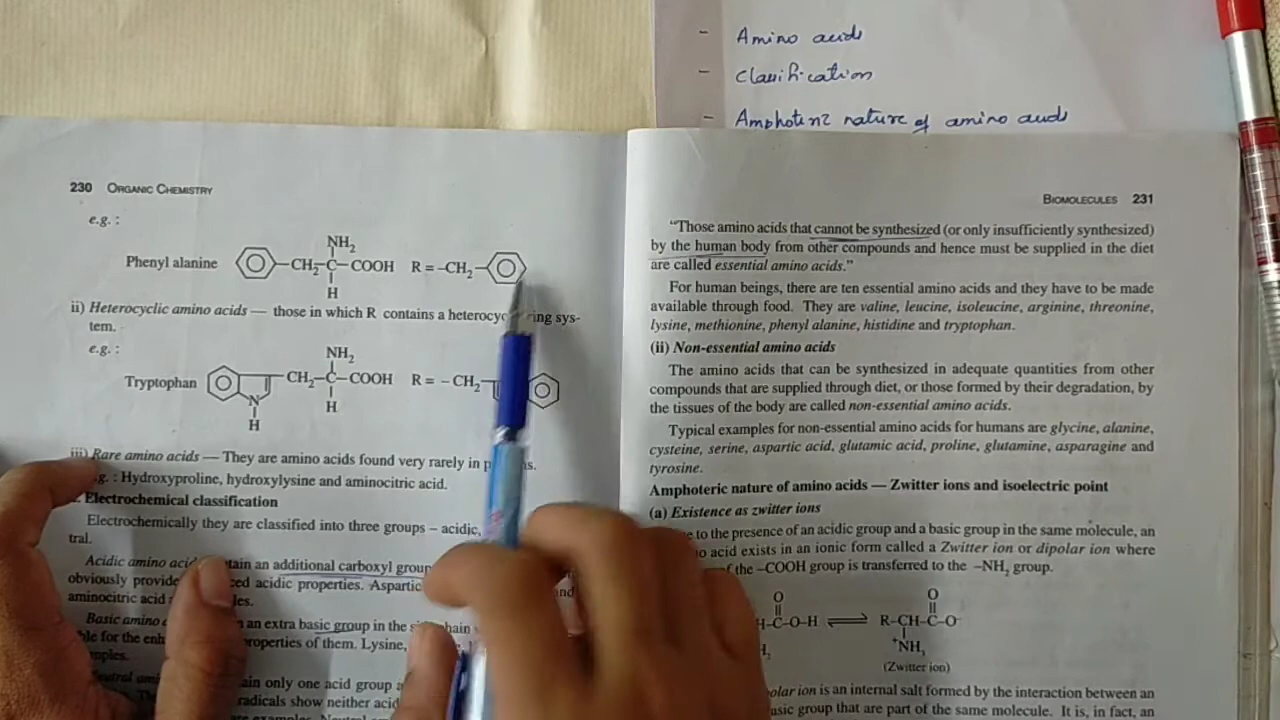 - Amino acids
- Classification
- Amphoteric nature of amino acids
230 ORGANIC CHEMISTRY
e.g. :
NH2
Phenyl alanine CH2–C–COOH R = –CH2–
H
ii) Heterocyclic amino acids — those in which R contains a ring sys-
tem.
e.g. :
NH2
Tryptophan CH2–C–COOH R = – CH2
N H
H
iii) Rare amino acids — They are amino acids found very rarely in
e.g. : Hydroxyproline, hydroxylysine and aminocitric acid.
Electrochemical classification
Electrochemically they are classified into three groups – acidic,
tral.
Acidic amino an additional carboxyl group
obviously acidic properties.
aminocitric acid
Basic amino an extra basic group in the
for the properties of them. Lysine,
only one acid group
radicals show neither
BIOMOLECULES 231
"Those amino acids that cannot be synthesized (or only insufficiently synthesized)
by the human body from other compounds and hence must be supplied in the diet
are called essential amino acids."
For human beings, there are ten essential amino acids and they have to be made
available through food. They are valine, leucine, isoleucine, arginine, threonine,
lysine, methionine, phenyl alanine, histidine and tryptophan.
(ii) Non-essential amino acids
The amino acids that can be synthesized in adequate quantities from other
compounds that are supplied through diet, or those formed by their degradation, by
the tissues of the body are called non-essential amino acids.
Typical examples for non-essential amino acids for humans are glycine, alanine,
cysteine, serine, aspartic acid, glutamic acid, proline, glutamine, asparagine and
tyrosine.
Amphoteric nature of amino acids — Zwitter ions and isoelectric point
(a) Existence as zwitter ions
to the presence of an acidic group and a basic group in the same molecule, an
acid exists in an ionic form called a Zwitter ion or dipolar ion where
of the –COOH group is transferred to the –NH2 group.
O O
–C–O–H ⇌ R–CH–C–O-
+NH3
(Zwitter ion)
ion is an internal salt formed by the interaction between an
group that are part of the same molecule. It is, in fact, an